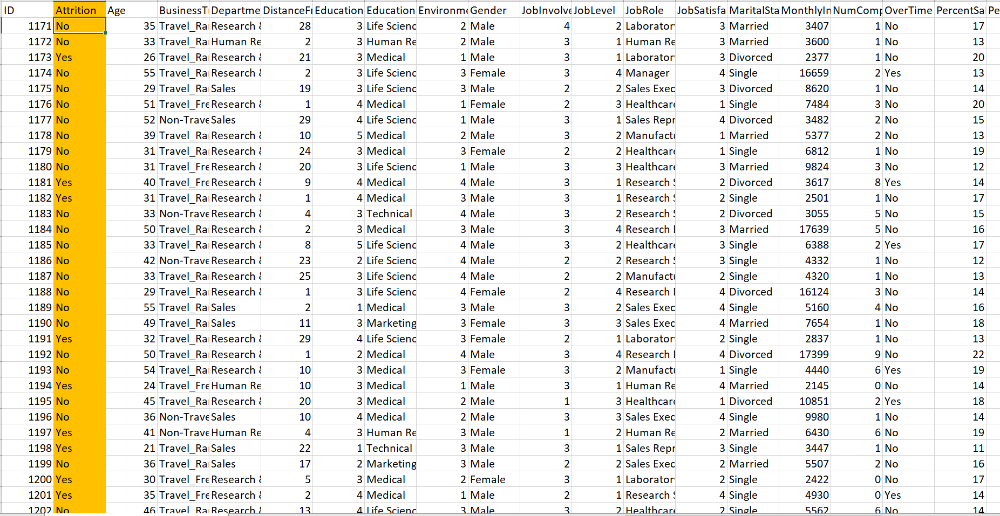 ID Attrition Age BusinessT Departme DistanceFr Education Education Environme Gender JobInvolve JobLevel JobRole JobSatisfa MaritalSta MonthlyIn NumComp OverTime PercentSal Pe
1171 No 35 Travel_Ra Research & 28 3 Life Scienc 2 Male 4 2 Laborator 3 Married 3407 1 No 17
1172 No 33 Travel_Ra Human Re 2 3 Human Re 2 Male 3 1 Human Re 3 Married 3600 1 No 13
1173 Yes 26 Travel_Ra Research & 21 3 Medical 1 Male 3 1 Laborator 3 Divorced 2377 1 No 20
1174 No 55 Travel_Ra Research & 2 3 Life Scienc 3 Female 3 4 Manager 4 Single 16659 2 Yes 13
1175 No 29 Travel_Ra Sales 19 3 Life Scienc 3 Male 2 2 Sales Exec 3 Divorced 8620 1 No 14
1176 No 51 Travel_Fre Research & 1 4 Medical 1 Female 2 3 Healthcare 1 Single 7484 3 No 20
1177 No 52 Non-Trave Sales 29 4 Life Scienc 1 Male 3 1 Sales Repr 4 Divorced 3482 2 No 15
1178 No 39 Travel_Ra Research & 10 5 Medical 2 Male 3 2 Manufactu 1 Married 5377 2 No 13
1179 No 31 Travel_Ra Research & 24 3 Medical 3 Female 2 2 Healthcare 1 Single 6812 1 No 19
1180 No 31 Travel_Fre Research & 20 3 Life Scienc 1 Male 3 3 Healthcare 3 Married 9824 3 No 12
1181 Yes 40 Travel_Fre Research & 9 4 Medical 4 Male 3 1 Research S 2 Divorced 3617 8 Yes 14
1182 Yes 31 Travel_Ra Research & 1 4 Medical 3 Male 3 1 Research S 2 Single 2501 1 No 17
1183 No 33 Non-Trave Research & 4 3 Technical 4 Male 3 2 Research S 2 Divorced 3055 5 No 15
1184 No 50 Travel_Ra Research & 2 3 Medical 3 Male 3 4 Research D 3 Married 17639 5 No 16
1185 No 33 Travel_Ra Research & 8 5 Life Scienc 4 Male 3 2 Healthcare 3 Single 6388 2 Yes 17
1186 No 42 Non-Trave Research & 23 2 Life Scienc 4 Male 2 2 Research S 3 Single 4332 1 No 12
1187 No 33 Travel_Ra Research & 25 3 Life Scienc 4 Male 2 2 Manufactu 2 Single 4320 1 No 13
1188 No 29 Travel_Ra Research & 1 3 Life Scienc 4 Female 2 4 Research D 4 Divorced 16124 3 No 14
1189 No 55 Travel_Ra Sales 2 1 Medical 3 Male 3 2 Sales Exec 4 Single 5160 4 No 16
1190 No 49 Travel_Ra Sales 11 3 Marketing 3 Female 3 3 Sales Exec 4 Married 7654 1 No 18
1191 Yes 32 Travel_Ra Research & 29 4 Life Scienc 3 Female 2 1 Laborator 2 Single 2837 1 No 13
1192 No 50 Travel_Ra Research & 1 2 Medical 4 Male 3 4 Research D 4 Divorced 17399 9 No 22
1193 No 54 Travel_Ra Research & 10 3 Medical 3 Female 3 2 Manufactu 1 Single 4440 6 Yes 19
1194 Yes 24 Travel_Fre Human Re 10 3 Medical 1 Male 3 1 Human Re 4 Married 2145 0 No 14
1195 No 45 Travel_Ra Research & 20 3 Medical 2 Male 1 3 Healthcare 1 Divorced 10851 2 Yes 18
1196 No 36 Non-Trave Sales 10 4 Medical 2 Male 3 3 Sales Exec 4 Single 9980 1 No 14
1197 Yes 41 Non-Trave Human Re 4 3 Human Re 3 Male 1 2 Human Re 2 Married 6430 6 No 19
1198 Yes 21 Travel_Ra Sales 22 1 Technical 3 Male 3 1 Sales Repr 3 Single 3447 1 No 11
1199 No 36 Travel_Ra Sales 17 2 Marketing 3 Male 2 2 Sales Exec 2 Married 5507 2 No 16
1200 Yes 30 Travel_Fre Research & 5 3 Medical 2 Female 3 1 Laborator 2 Single 2422 0 No 17
1201 Yes 35 Travel_Fre Research & 2 4 Medical 1 Male 2 1 Research S 4 Single 4930 0 Yes 14
1202 No 46 Travel_Ra Research & 13 4 Life Scienc 3 Male 3 2 Healthcare 2 Single 5562 6 No 14